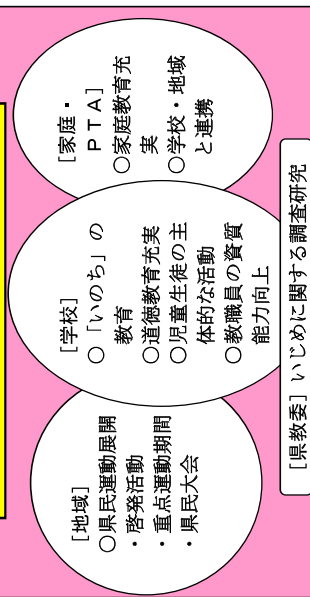 [地域]
○県民運動展開
・啓発活動
・重点運動期間
・県民大会
[学校]
○「いのち」の
教育
○道徳教育充実
○児童生徒の主
体的な活動
○教職員の資質
能力向上
[家庭・
ＰＴＡ]
○家庭教育充
実
○学校・地域
と連携
[県教委] いじめに関する調査研究